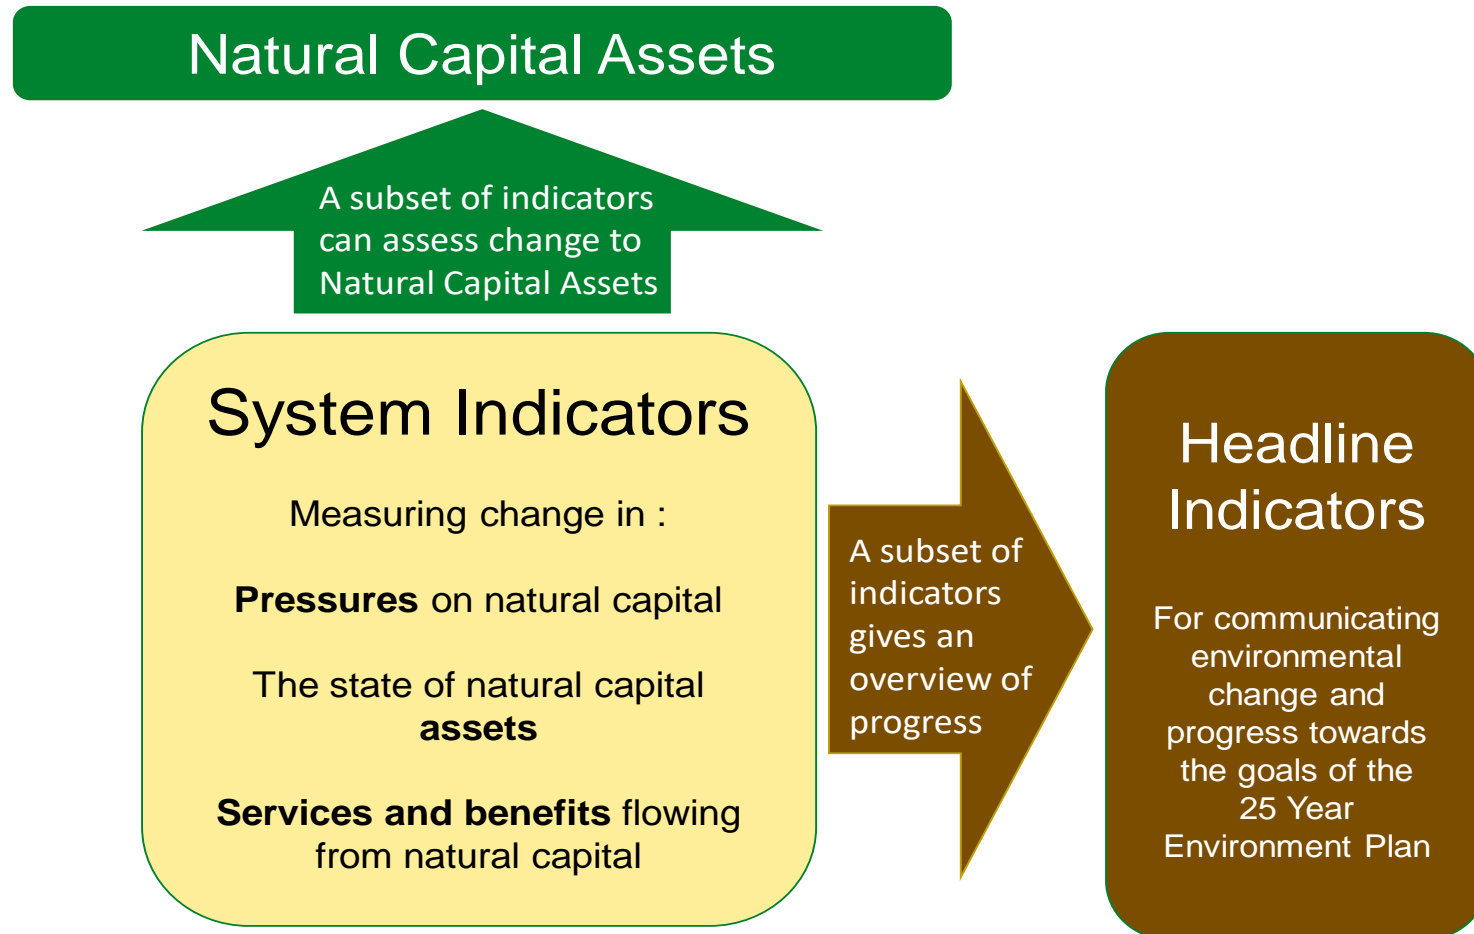 Natural Capital Assets
A subset of indicators
can assess change to
Natural Capital Assets
System Indicators
Measuring change in :
Pressures on natural capital
The state of natural capital
assets
Services and benefits flowing
from natural capital
A subset of
indicators
gives an
overview of
progress
Headline
Indicators
For communicating
environmental
change and
progress towards
the goals of the
25 Year
Environment Plan